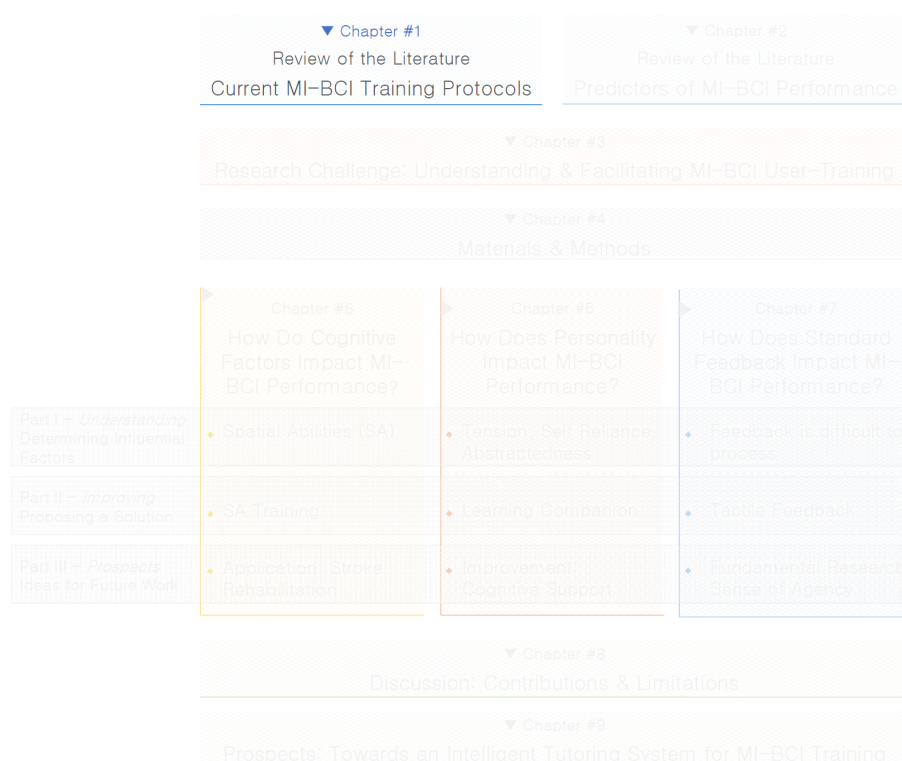 ▼ Chapter #1
Review of the Literature
Current MI-BCI Training Protocols
▼ Chapter #2
Review of the Literature
Predictors of MI-BCI Performance
▼ Chapter #3
Research Challenge: Understanding & Facilitating MI-BCI User-Training
▼ Chapter #4
Materials & Methods
Chapter #5
How Do Cognitive
Factors Impact MI-
BCI Performance?
Chapter #6
How Does Personality
Impact MI-BCI
Performance?
Chapter #7
How Does Standard
Feedback Impact MI-
BCI Performance?
Part I - Understanding
Determining Influential
Factors
Spatial Abilities (SA)
Tension, Self Reliance,
Abstractedness
Feedback is difficult to
process
Part II - Improving
Proposing a Solution
SA Training
Learning Companion
Tactile Feedback
Part III - Prospects
Ideas for Future Work
Application: Stroke
Rehabilitation
Improvement:
Cognitive Support
Fundamental Research
Sense of Agency
▼ Chapter #8
Discussion: Contributions & Limitations
▼ Chapter #9
Prospects: Towards an Intelligent Tutoring System for MI-BCI Training